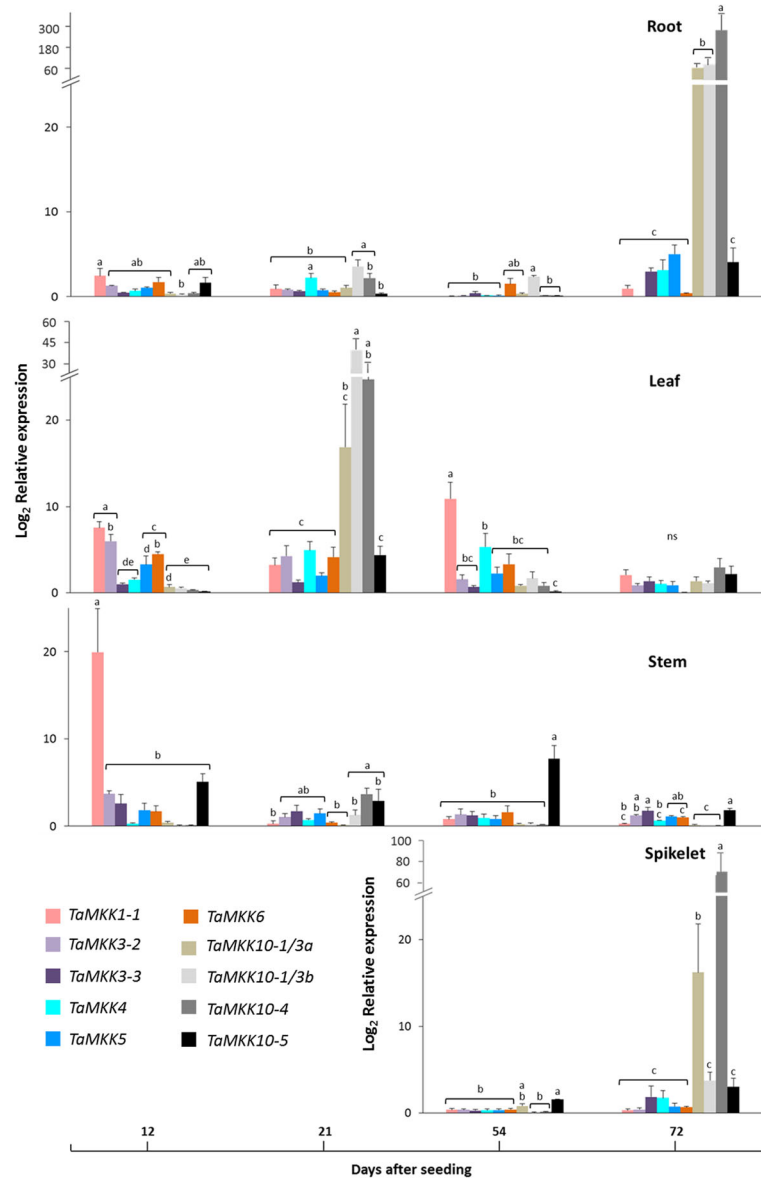 Root
300
180
60
20
10
0
a
ab
b
ab
b
a
a
b
b
ab
a
b
c
b
a
c
Leaf
60
45
30
20
10
0
a
b
de
c
d
b
d
e
c
b
c
a
b
c
a
bc
b
bc
c
ns
Log2 Relative expression
Stem
20
10
0
a
b
b
ab
b
a
b
b
a
b
c
a
b
a
b
c
ab
c
c
a
Spikelet
100
80
60
20
10
0
b
a
b
b
a
c
b
c
a
c
Log2 Relative expression
TaMKK1-1
TaMKK3-2
TaMKK3-3
TaMKK4
TaMKK5
TaMKK6
TaMKK10-1/3a
TaMKK10-1/3b
TaMKK10-4
TaMKK10-5
12 21 54 72
Days after seeding